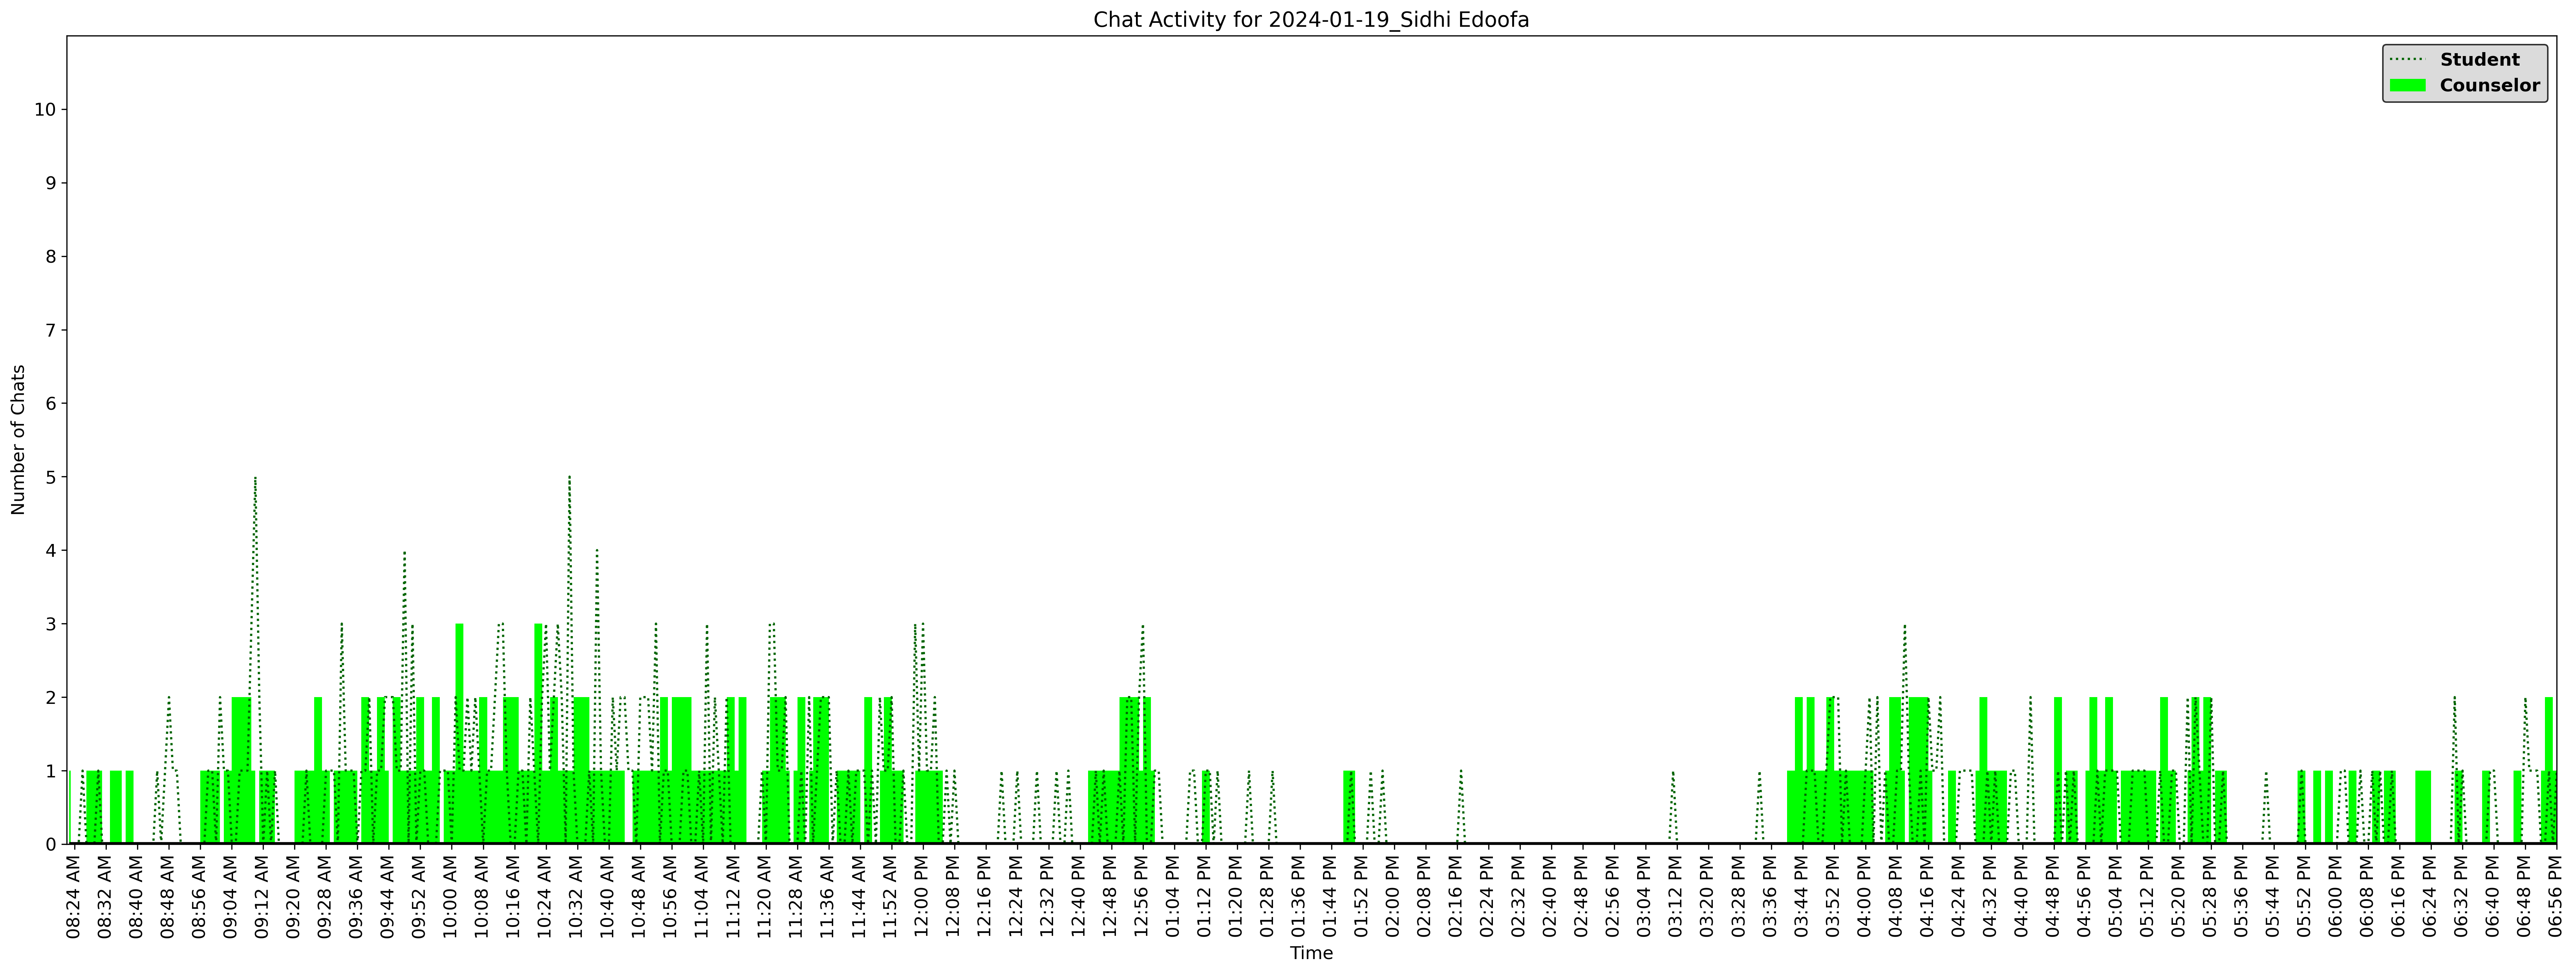 Chat Activity for 2024-01-19_Sidhi Edoofa
Student
Counselor
Number of Chats
10
9
8
7
6
5
4
3
2
1
0
08:24 AM
08:32 AM
08:40 AM
08:48 AM
08:56 AM
09:04 AM
09:12 AM
09:20 AM
09:28 AM
09:36 AM
09:44 AM
09:52 AM
10:00 AM
10:08 AM
10:16 AM
10:24 AM
10:32 AM
10:40 AM
10:48 AM
10:56 AM
11:04 AM
11:12 AM
11:20 AM
11:28 AM
11:36 AM
11:44 AM
11:52 AM
12:00 PM
12:08 PM
12:16 PM
12:24 PM
12:32 PM
12:40 PM
12:48 PM
12:56 PM
01:04 PM
01:12 PM
01:20 PM
01:28 PM
01:36 PM
01:44 PM
01:52 PM
02:00 PM
02:08 PM
02:16 PM
02:24 PM
02:32 PM
02:40 PM
02:48 PM
02:56 PM
03:04 PM
03:12 PM
03:20 PM
03:28 PM
03:36 PM
03:44 PM
03:52 PM
04:00 PM
04:08 PM
04:16 PM
04:24 PM
04:32 PM
04:40 PM
04:48 PM
04:56 PM
05:04 PM
05:12 PM
05:20 PM
05:28 PM
05:36 PM
05:44 PM
05:52 PM
06:00 PM
06:08 PM
06:16 PM
06:24 PM
06:32 PM
06:40 PM
06:48 PM
06:56 PM
Time